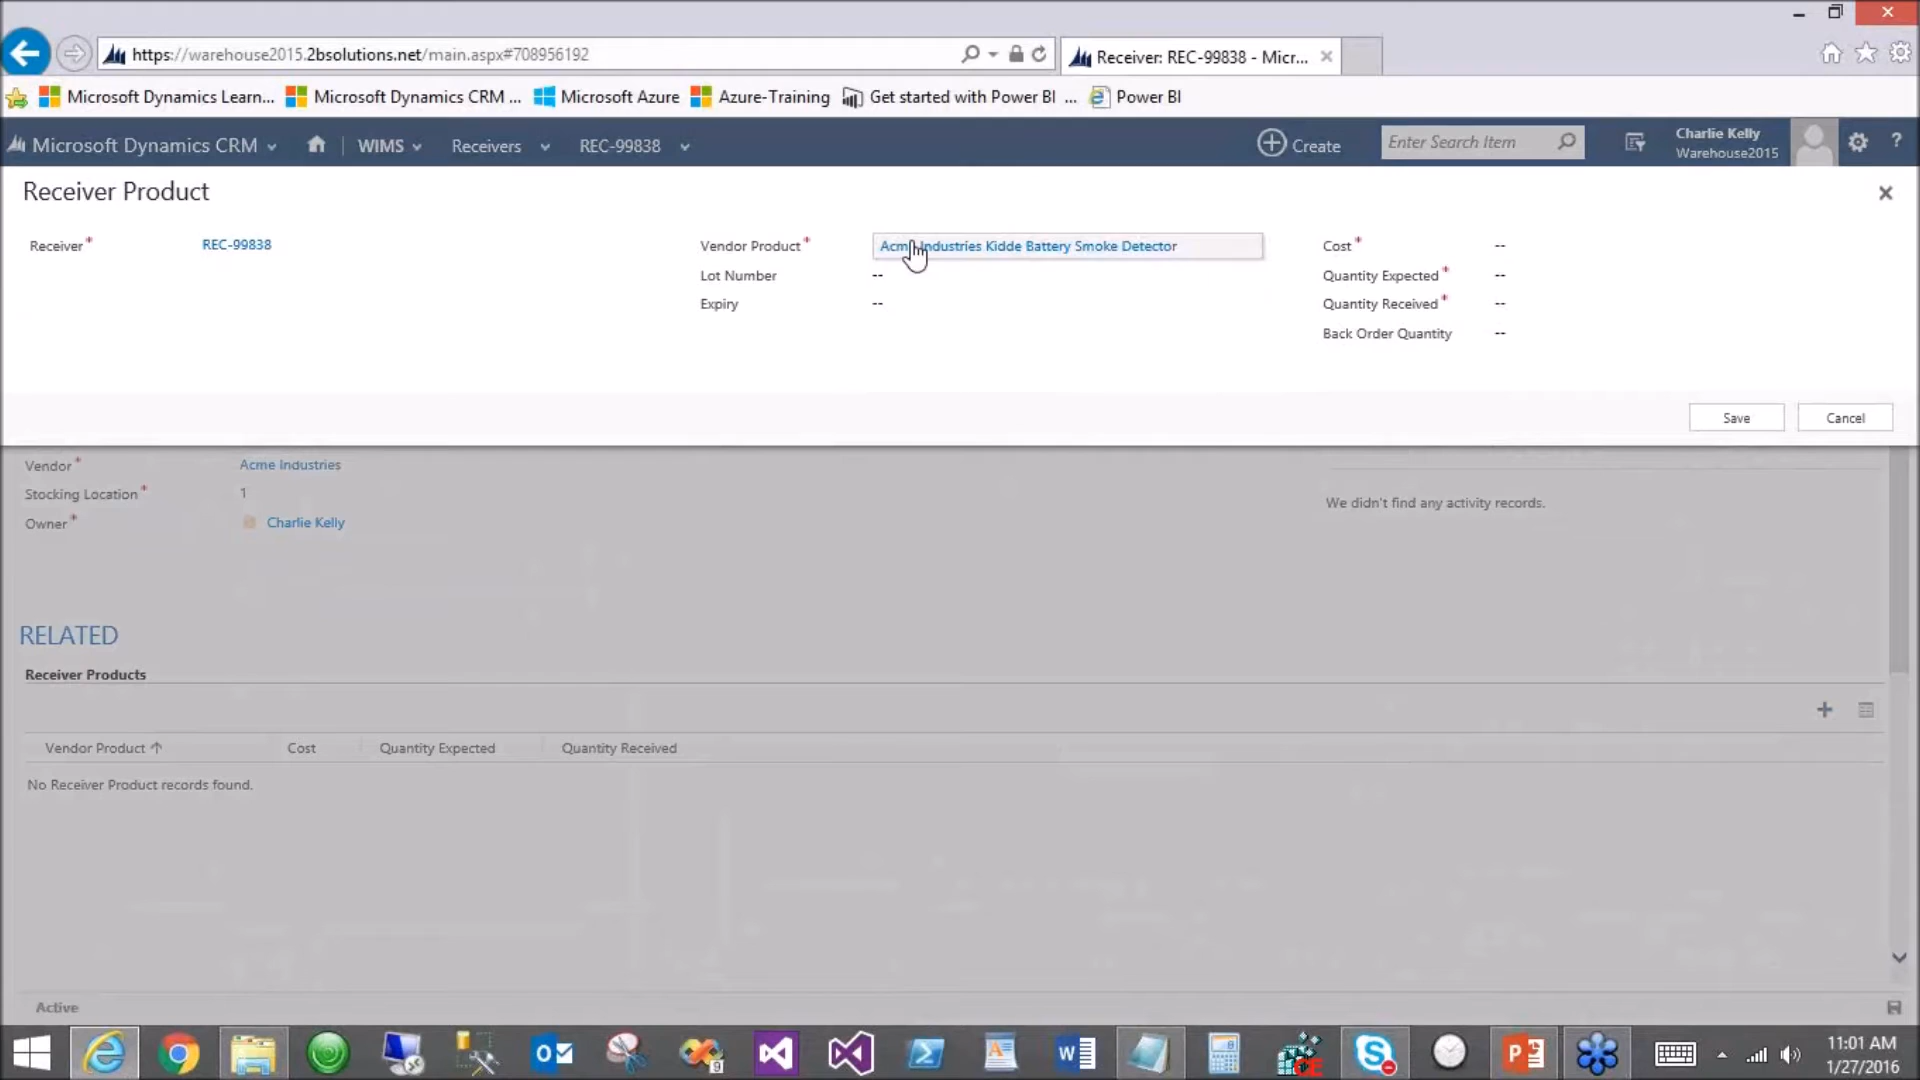 https://warehouse2015.2bsolutions.net/main.aspx#708956192
Receiver: REC-99838 - Micr...
Microsoft Dynamics Learn...
Microsoft Dynamics CRM ...
Microsoft Azure
Azure-Training
Get started with Power BI ...
Power BI
Microsoft Dynamics CRM
WIMS
Receivers
REC-99838
Create
Enter Search Item
Charlie Kelly
Warehouse2015
?
Receiver Product
Receiver*
REC-99838
Vendor Product*
Acme Industries Kidde Battery Smoke Detector
Lot Number
--
Expiry
--
Cost*
--
Quantity Expected*
--
Quantity Received*
--
Back Order Quantity
--
Save
Cancel
Vendor*
Acme Industries
Stocking Location*
1
Owner*
Charlie Kelly
We didn't find any activity records.
RELATED
Receiver Products
Vendor Product
Cost
Quantity Expected
Quantity Received
No Receiver Product records found.
Active
11:01 AM
1/27/2016